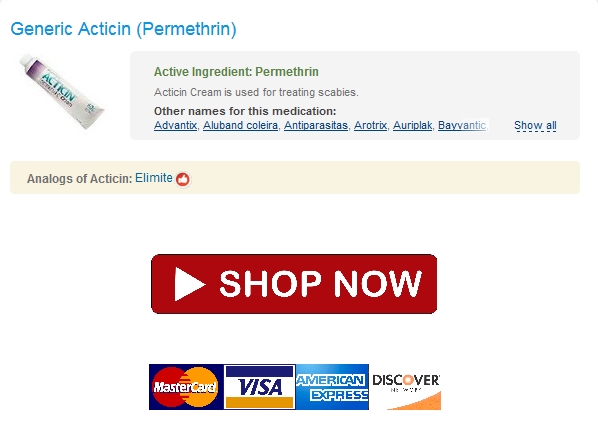 Generic Acticin (Permethrin)
ACTICIN
Active Ingredient: Permethrin
Acticin Cream is used for treating scabies.
Other names for this medication:
Advantix, Aluband coleira, Antiparasitas, Arotrix, Auriplak, Bayvantic, Show all
Analogs of Acticin: Elimite
SHOP NOW
MasterCard VISA AMERICAN EXPRESS DISCOVER NETWORK